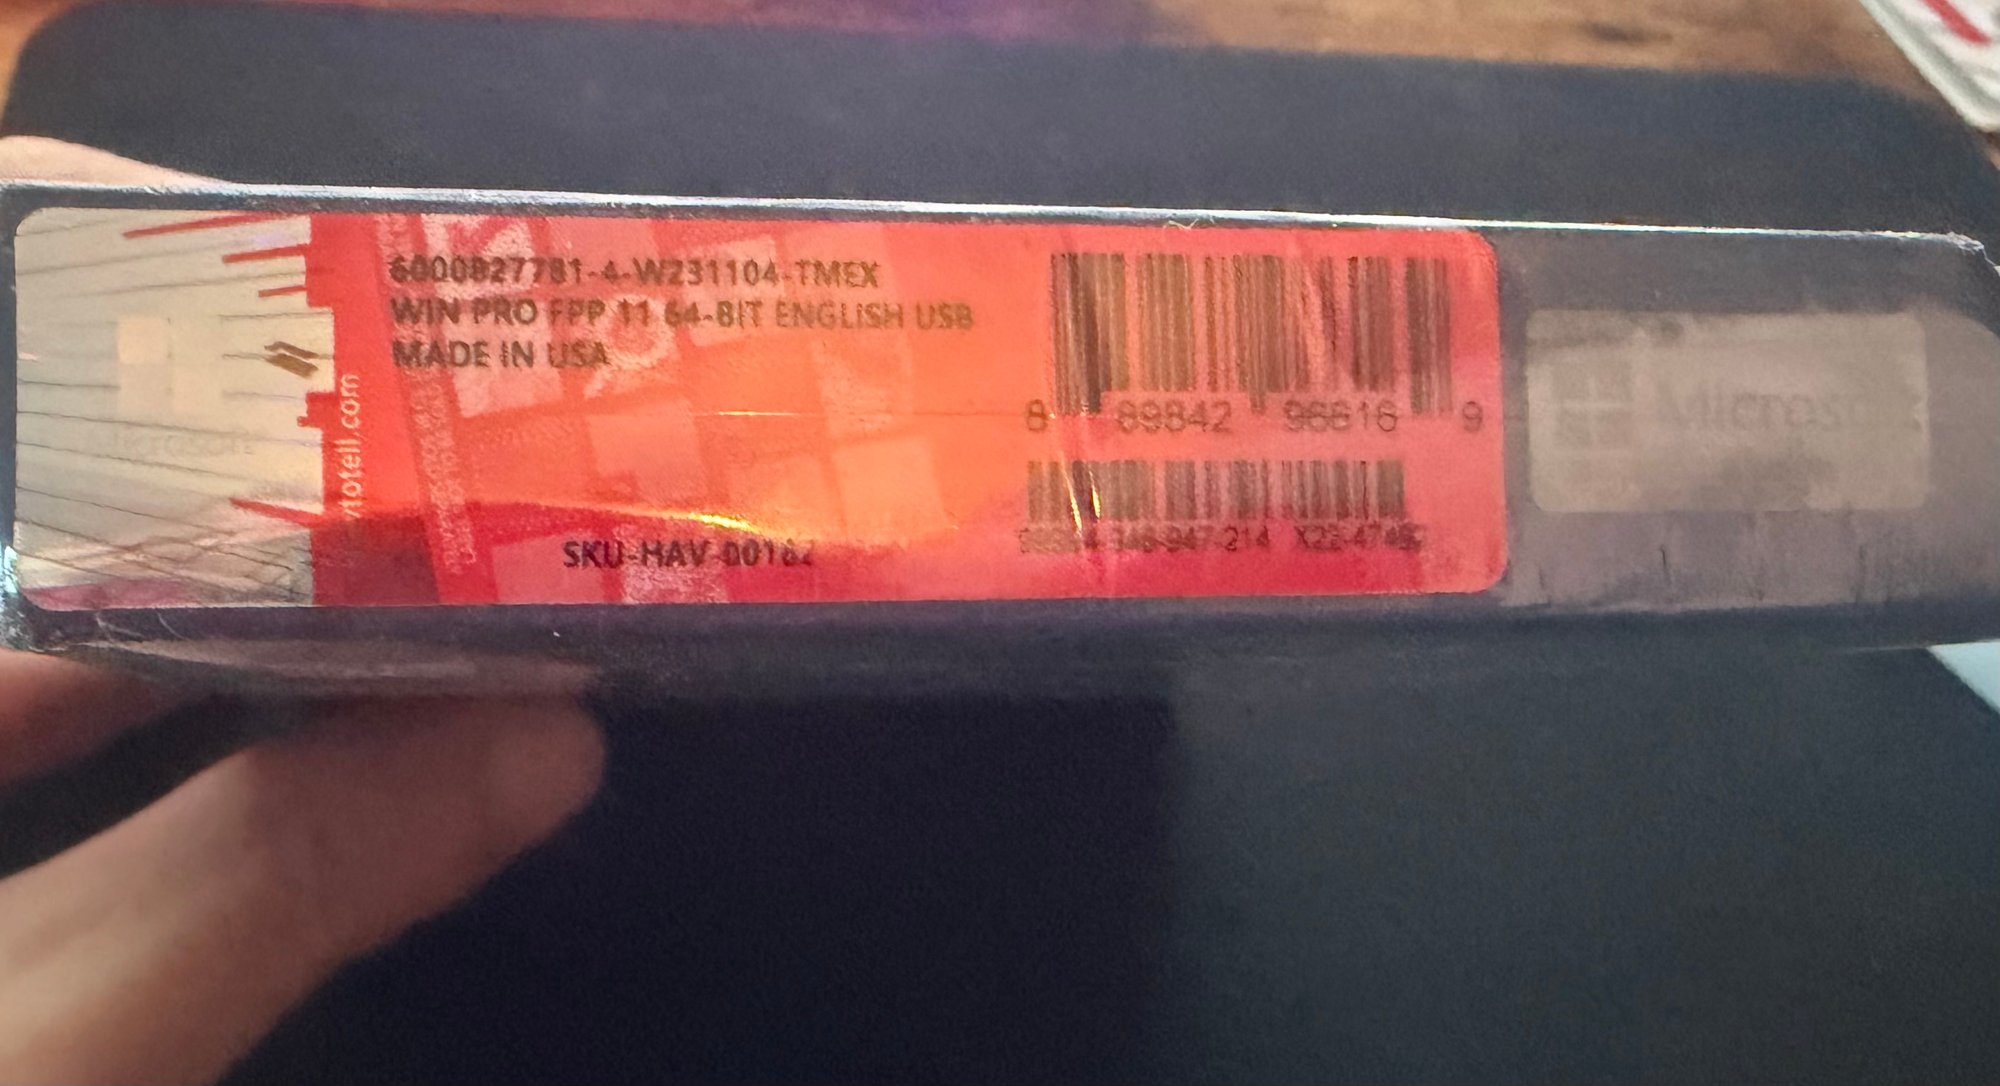 6000827781-4-W231104-TMEX
WIN PRO FPP 11 64-BIT ENGLISH USB
MADE IN USA
SKU-HAV-00162
8 89842 96616 9
Microsoft